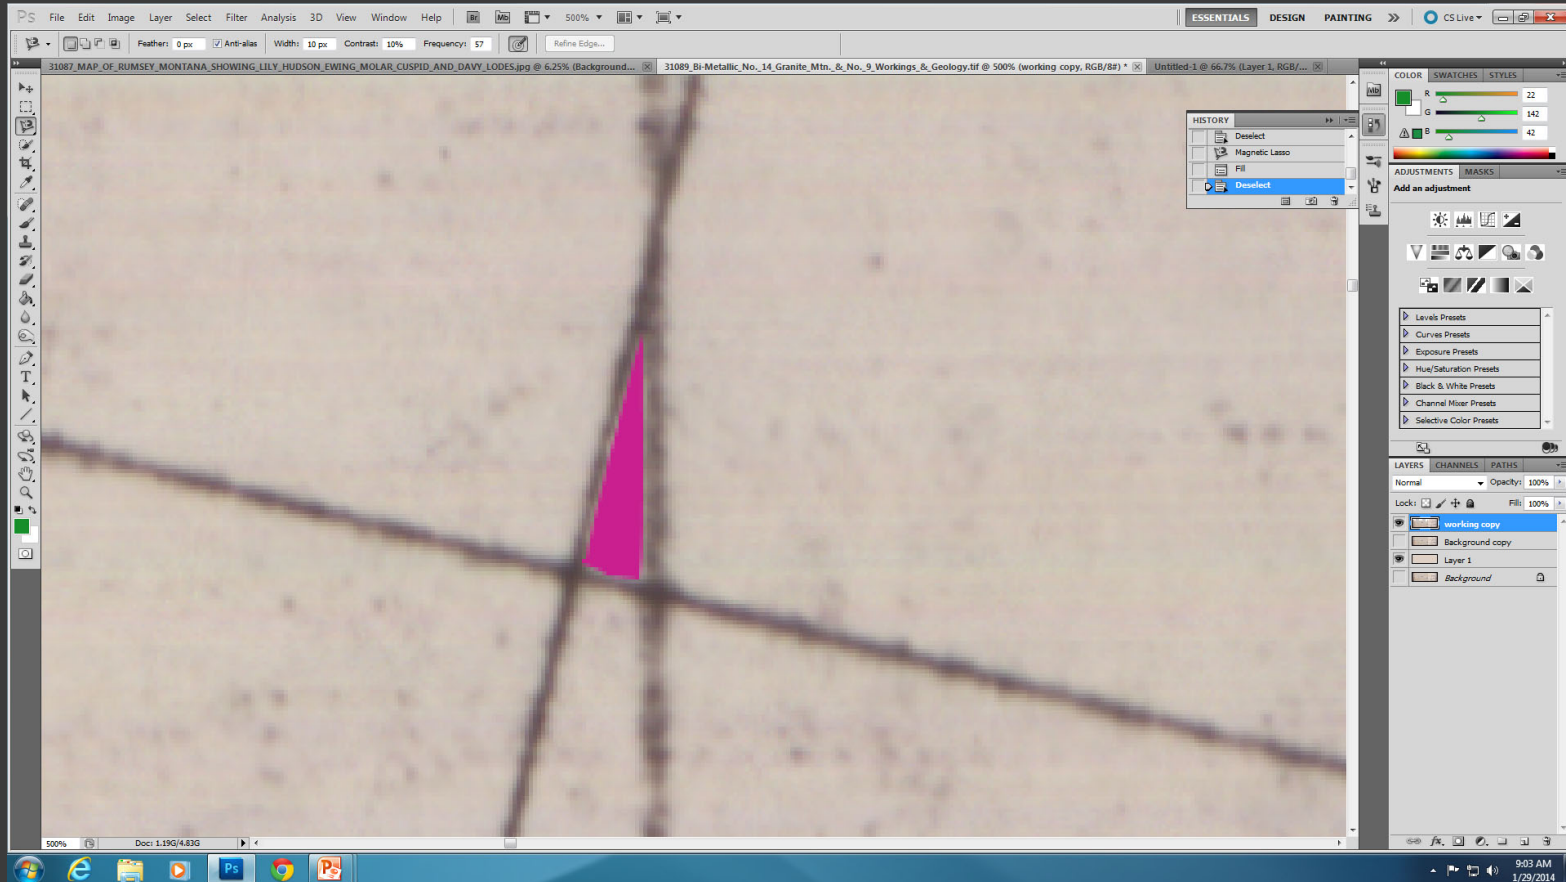 Ps File Edit Image Layer Select Filter Analysis 3D View Window Help Br Mb 500% ESSENTIALS DESIGN PAINTING CS Live
Feather: 0 px Anti-alias Width: 10 px Contrast: 10% Frequency: 57 Refine Edge...
31087_MAP_OF_RUMSEY_MONTANA_SHOWING_LILY_HUDSON_EWING_MOLAR_CUSPID_AND_DAVY_LODES.jpg @ 6.25% (Background... 31089_Bi-Metallic_No._14_Granite_Mtn._&_No._9_Workings_&_Geology.tif @ 500% (working copy, RGB/8#) * Untitled-1 @ 66.7% (Layer 1, RGB/...
HISTORY
Deselect
Magnetic Lasso
Fill
Deselect
Mb
COLOR SWATCHES STYLES
R 22
G 142
B 42
ADJUSTMENTS MASKS
Add an adjustment
Levels Presets
Curves Presets
Exposure Presets
Hue/Saturation Presets
Black & White Presets
Channel Mixer Presets
Selective Color Presets
LAYERS CHANNELS PATHS
Normal Opacity: 100%
Lock: Fill: 100%
working copy
Background copy
Layer 1
Background
T
500% Doc: 1.19G/4.83G
fx.
Ps
9:03 AM
1/29/2014